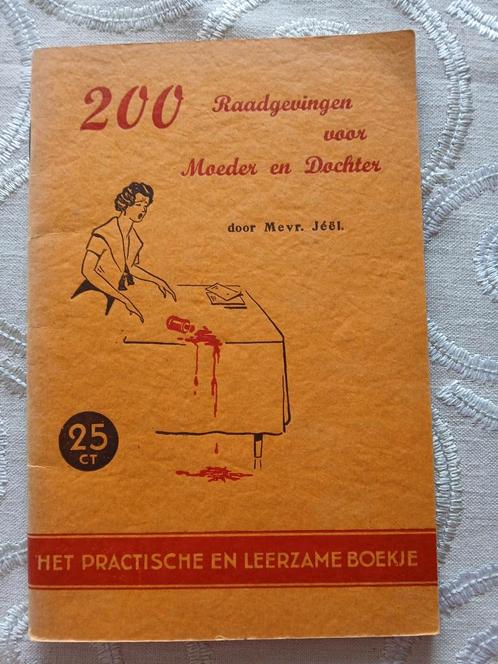 200 Raadgevingen
voor
Moeder en Dochter
door Mevr. Jéël.
25
CT
HET PRACTISCHE EN LEERZAME BOEKJE